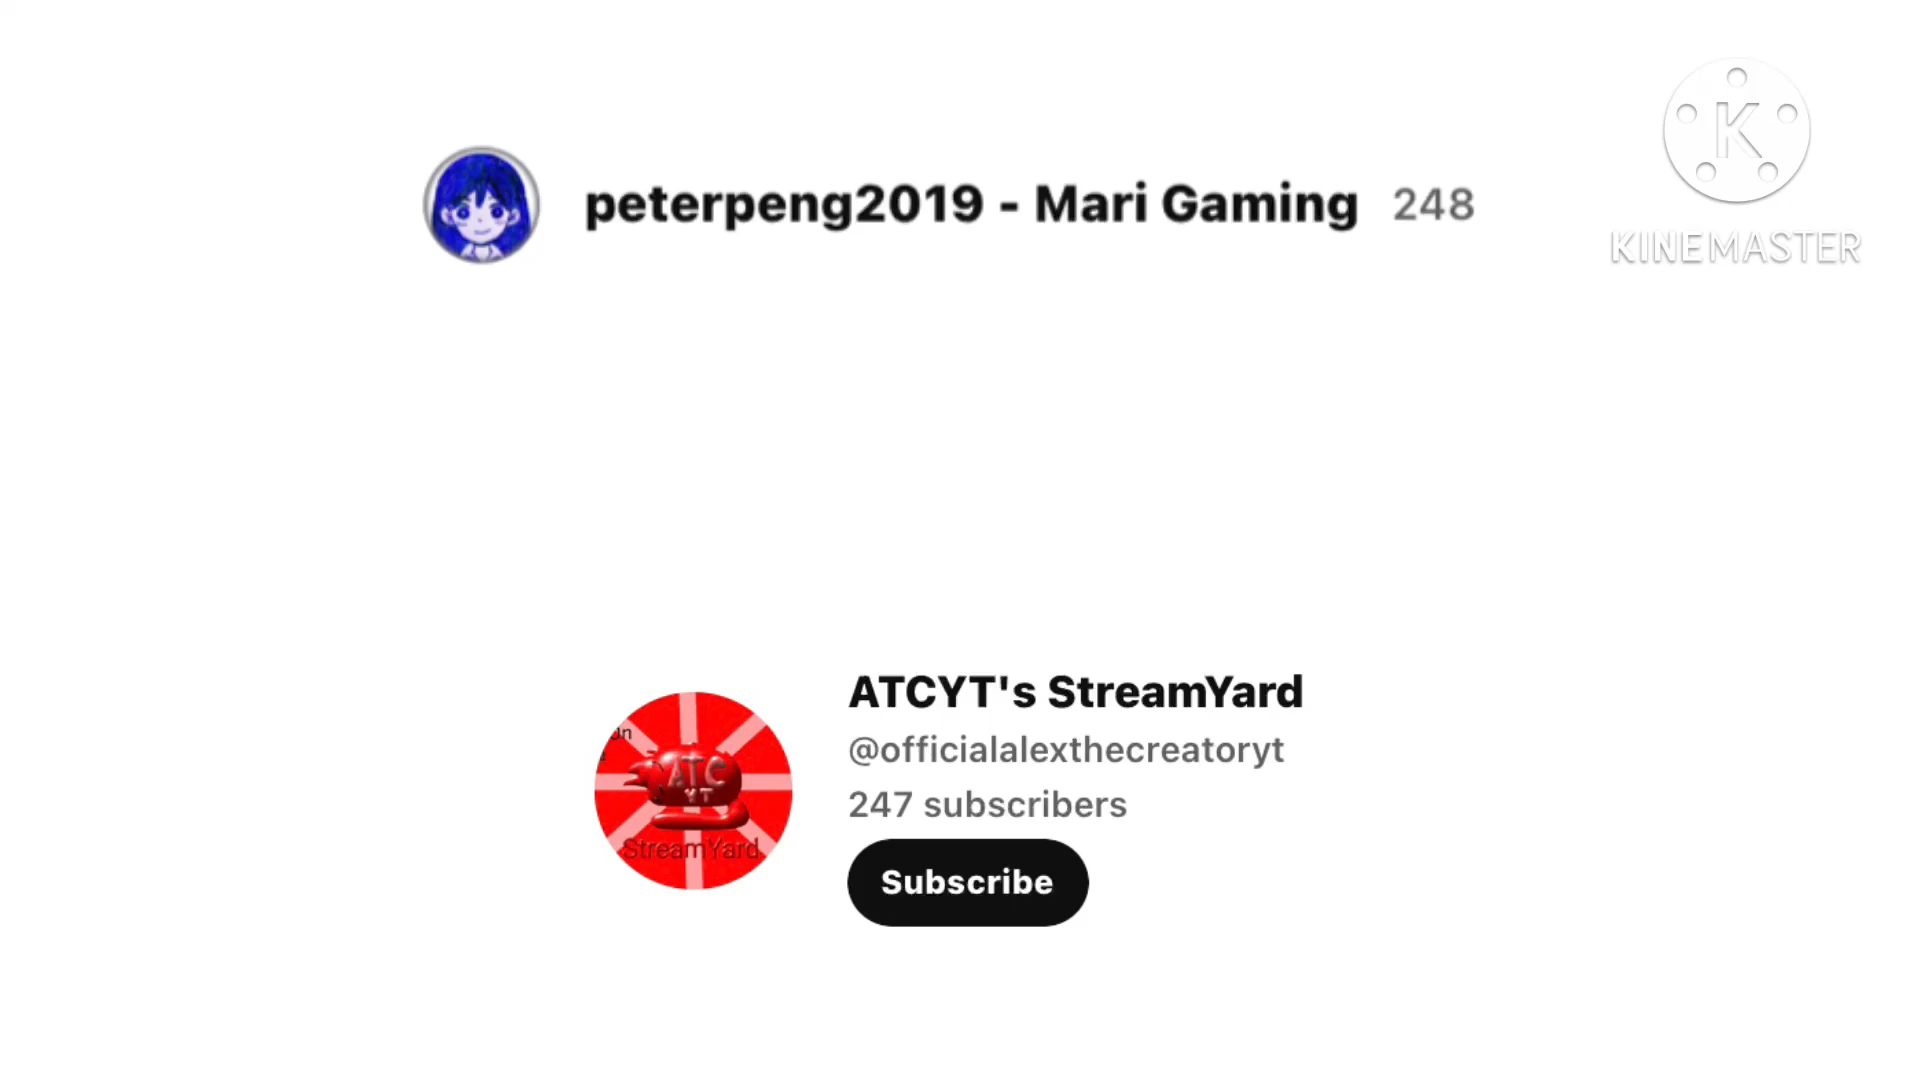 peterpeng2019 - Mari Gaming 248
K
KINEMASTER
ATCYT's StreamYard
@officialalexthecreatoryt
247 subscribers
Subscribe
ATC
YT
StreamYard